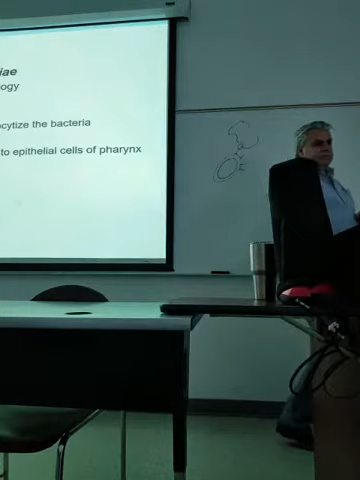 iae
ogy
ocytize the bacteria
to epithelial cells of pharynx